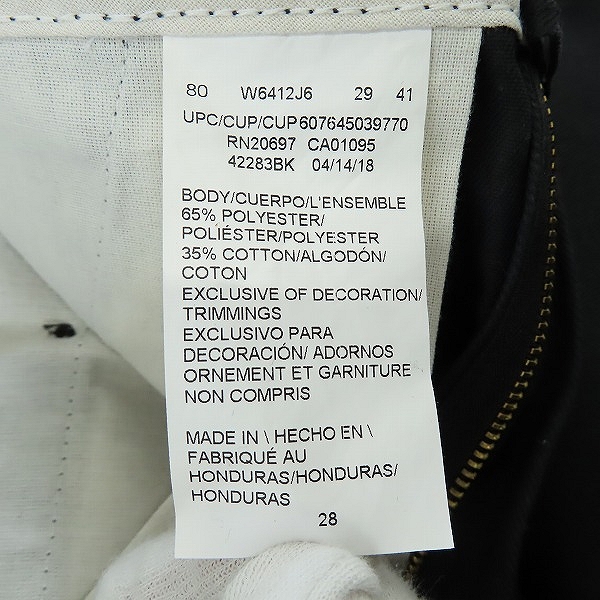 80 W6412J6 29 41
UPC/CUP/CUP607645039770
RN20697 CA01095
42283BK 04/14/18
BODY/CUERPO/L'ENSEMBLE
65% POLYESTER/
POLIÉSTER/POLYESTER
35% COTTON/ALGODÓN/
COTON
EXCLUSIVE OF DECORATION/
TRIMMINGS
EXCLUSIVO PARA
DECORACIÓN/ ADORNOS
ORNEMENT ET GARNITURE
NON COMPRIS
MADE IN \ HECHO EN \
FABRIQUÉ AU
HONDURAS/HONDURAS/
HONDURAS
28